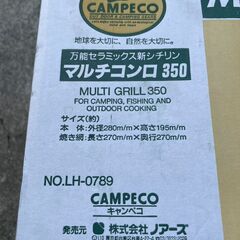 CAMPECO
地球を大切に、自然を大切に。
万能セラミックス新シチリン
マルチコンロ 350
MULTI GRILL 350
FOR CAMPING, FISHING AND
OUTDOOR COOKING
サイズ(約)
本 体:外径280m/m×高さ195m/m
焼き網:長さ270m/m×奥行270m/m
NO.LH-0789
CAMPECO
キャンペコ
発売元 株式会社 ノアーズ
M